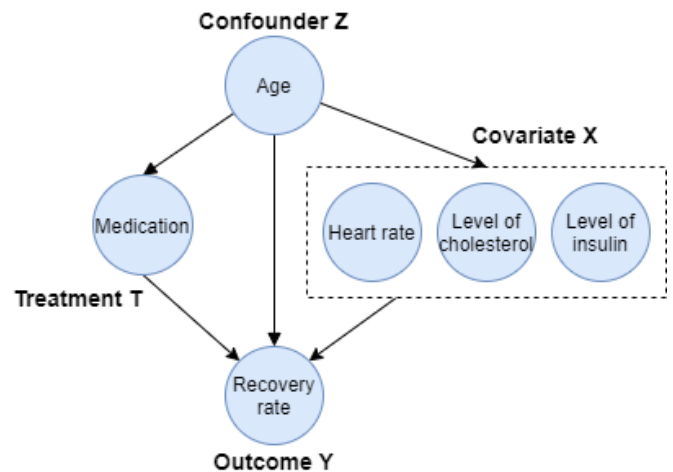 Confounder Z
Age
Covariate X
Medication
Heart rate
Level of
cholesterol
Level of
insulin
Treatment T
Recovery
rate
Outcome Y